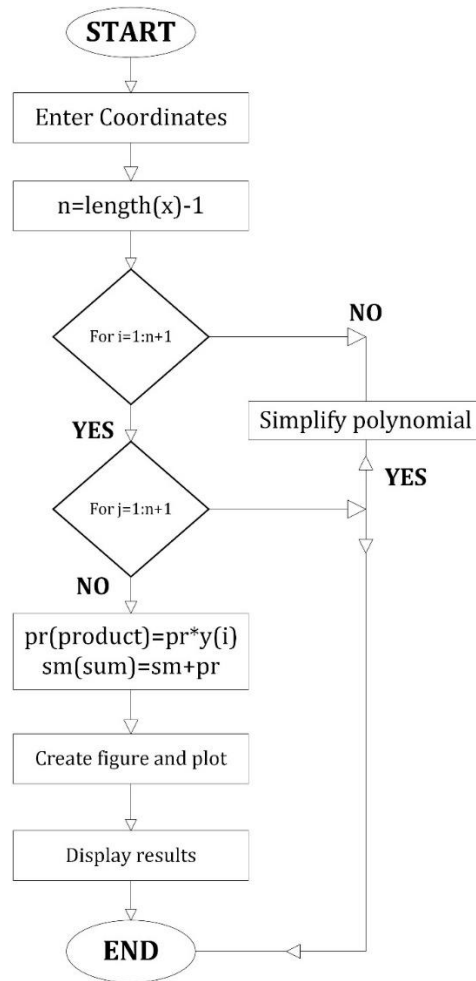 START
Enter Coordinates
n=length(x)-1
For i=1:n+1
NO
Simplify polynomial
YES
YES
For j=1:n+1
NO
pr(product)=pr*y(i)
sm(sum)=sm+pr
Create figure and plot
Display results
END